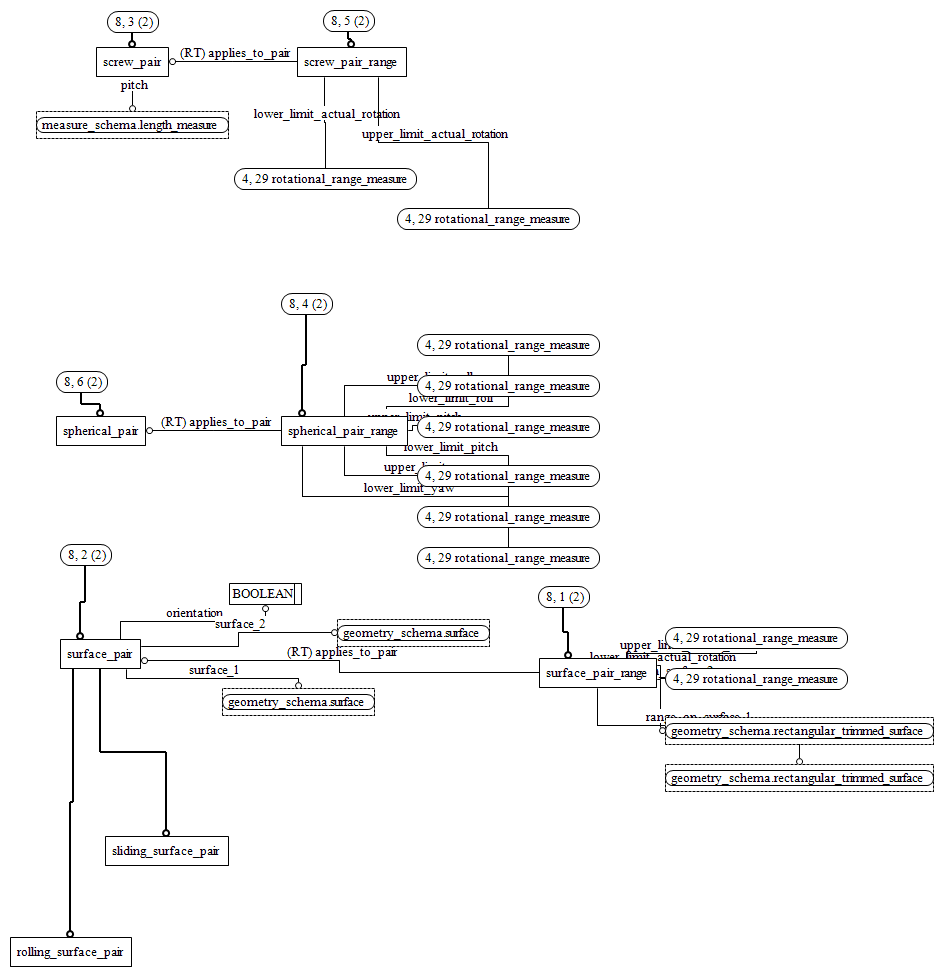 8, 3 (2)
8, 5 (2)
screw_pair
(RT) applies_to_pair
screw_pair_range
pitch
measure_schema.length_measure
lower_limit_actual_rotation
upper_limit_actual_rotation
4, 29 rotational_range_measure
4, 29 rotational_range_measure
8, 4 (2)
4, 29 rotational_range_measure
8, 6 (2)
4, 29 rotational_range_measure
lower_limit_roll
spherical_pair
(RT) applies_to_pair
spherical_pair_range
upper_limit_pitch
4, 29 rotational_range_measure
lower_limit_pitch
4, 29 rotational_range_measure
lower_limit_yaw
4, 29 rotational_range_measure
4, 29 rotational_range_measure
8, 2 (2)
BOOLEAN
8, 1 (2)
orientation
surface_2
geometry_schema.surface
surface_pair
(RT) applies_to_pair
4, 29 rotational_range_measure
lower_limit_actual_rotation
surface_pair_range
4, 29 rotational_range_measure
surface_1
geometry_schema.surface
range_on_surface_1
geometry_schema.rectangular_trimmed_surface
geometry_schema.rectangular_trimmed_surface
sliding_surface_pair
rolling_surface_pair